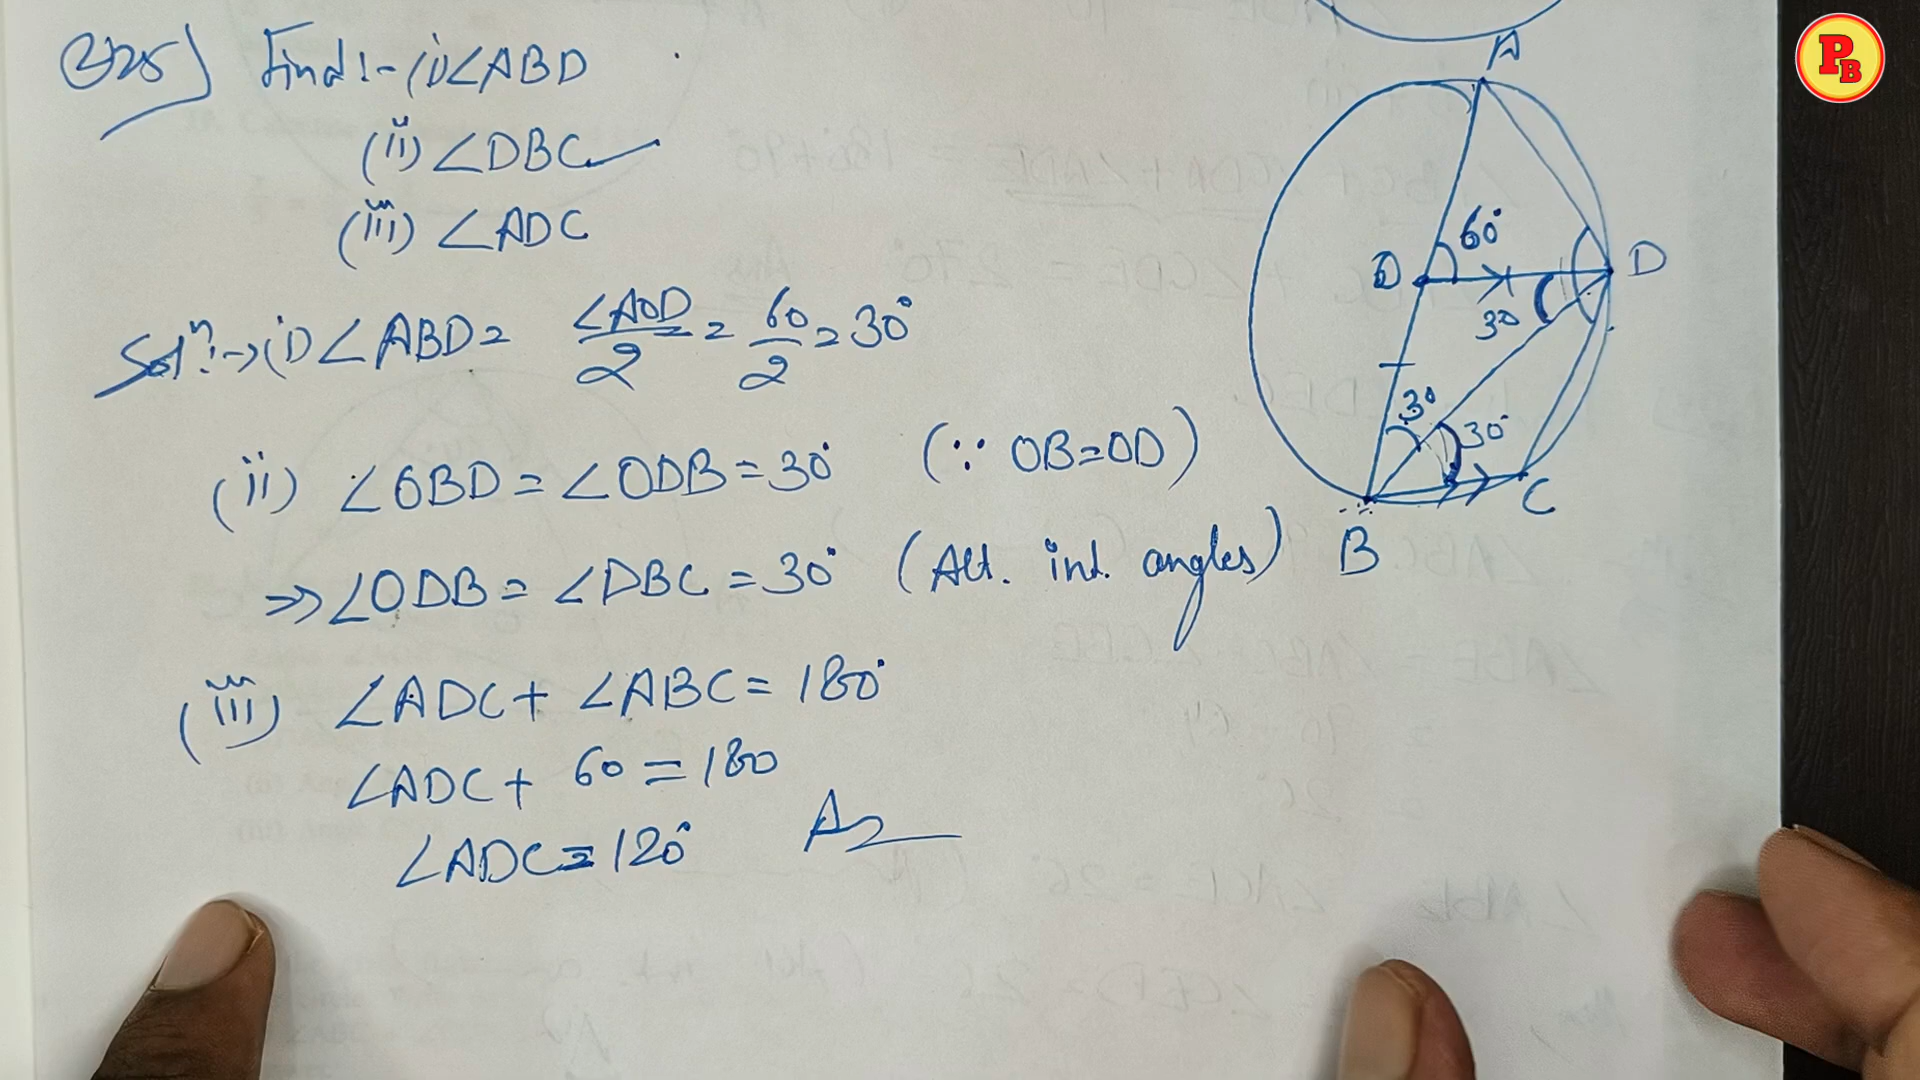 Find:- (i) ∠ABD
(ii) ∠DBC
(iii) ∠ADC
Solⁿ:→ (i) ∠ABD = ∠AOD/2 = 60/2 = 30°
(ii) ∠OBD = ∠ODB = 30° (∵ OB=OD)
⇒ ∠ODB = ∠DBC = 30° (Alt. int. angles)
(iii) ∠ADC + ∠ABC = 180°
∠ADC + 60 = 180
∠ADC = 120°
A
60°
O
D
30
30
30°
C
B
PB